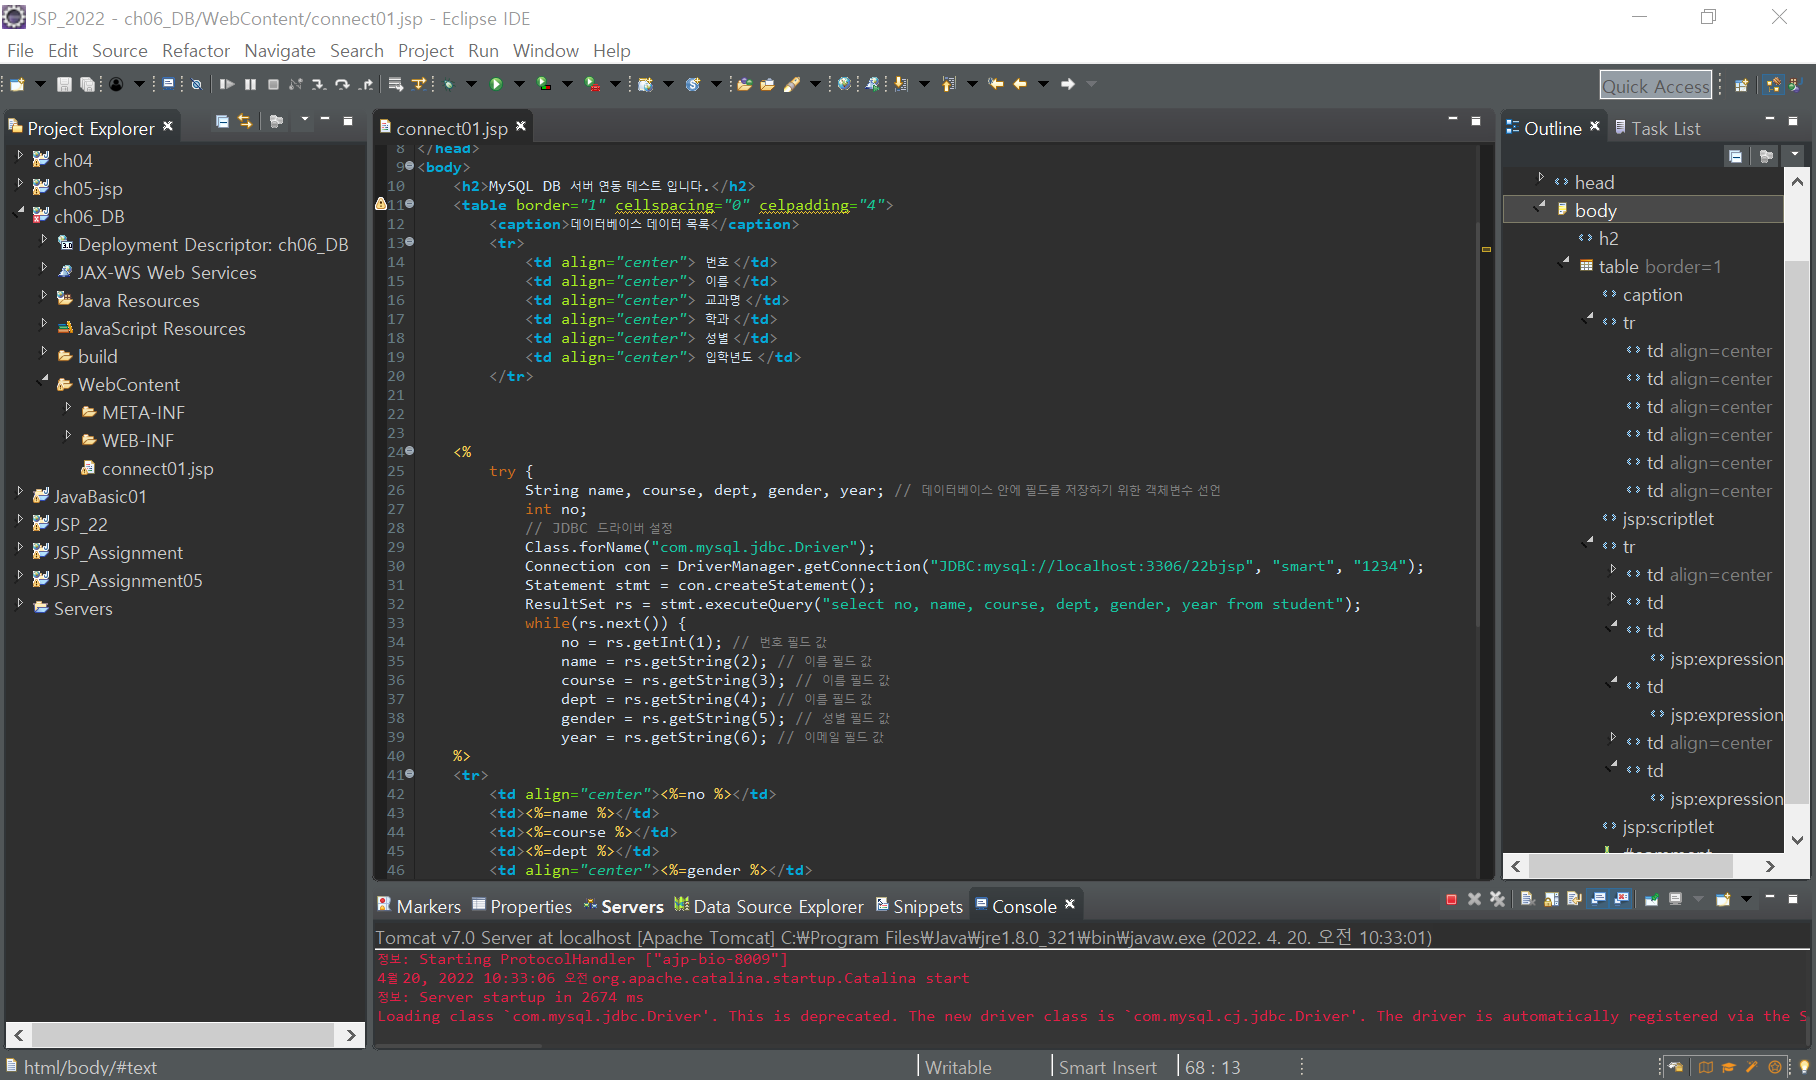 JSP_2022 - ch06_DB/WebContent/connect01.jsp - Eclipse IDE
File Edit Source Refactor Navigate Search Project Run Window Help
Quick Access
Project Explorer
ch04
ch05-jsp
ch06_DB
Deployment Descriptor: ch06_DB
JAX-WS Web Services
Java Resources
JavaScript Resources
build
WebContent
META-INF
WEB-INF
connect01.jsp
JavaBasic01
JSP_22
JSP_Assignment
JSP_Assignment05
Servers
connect01.jsp
8 </head>
9 <body>
10 <h2>MySQL DB 서버 연동 테스트 입니다.</h2>
11 <table border="1" cellspacing="0" celpadding="4">
12 <caption>데이터베이스 데이터 목록</caption>
13 <tr>
14 <td align="center"> 번호 </td>
15 <td align="center"> 이름 </td>
16 <td align="center"> 교과명 </td>
17 <td align="center"> 학과 </td>
18 <td align="center"> 성별 </td>
19 <td align="center"> 입학년도 </td>
20 </tr>
21
22
23
24 <%
25 try {
26 String name, course, dept, gender, year; // 데이터베이스 안에 필드를 저장하기 위한 객체변수 선언
27 int no;
28 // JDBC 드라이버 설정
29 Class.forName("com.mysql.jdbc.Driver");
30 Connection con = DriverManager.getConnection("JDBC:mysql://localhost:3306/22bjsp", "smart", "1234");
31 Statement stmt = con.createStatement();
32 ResultSet rs = stmt.executeQuery("select no, name, course, dept, gender, year from student");
33 while(rs.next()) {
34 no = rs.getInt(1); // 번호 필드 값
35 name = rs.getString(2); // 이름 필드 값
36 course = rs.getString(3); // 이름 필드 값
37 dept = rs.getString(4); // 이름 필드 값
38 gender = rs.getString(5); // 성별 필드 값
39 year = rs.getString(6); // 이메일 필드 값
40 %>
41 <tr>
42 <td align="center"><%=no %></td>
43 <td><%=name %></td>
44 <td><%=course %></td>
45 <td><%=dept %></td>
46 <td align="center"><%=gender %></td>
Outline Task List
head
body
h2
table border=1
caption
tr
td align=center
td align=center
td align=center
td align=center
td align=center
td align=center
jsp:scriptlet
tr
td align=center
td
td
jsp:expression
td
jsp:expression
td align=center
td
jsp:expression
jsp:scriptlet
#comment
Markers Properties Servers Data Source Explorer Snippets Console
Tomcat v7.0 Server at localhost [Apache Tomcat] C:₩Program Files₩Java₩jre1.8.0_321₩bin₩javaw.exe (2022. 4. 20. 오전 10:33:01)
정보: Starting ProtocolHandler ["ajp-bio-8009"]
4월 20, 2022 10:33:06 오전 org.apache.catalina.startup.Catalina start
정보: Server startup in 2674 ms
Loading class `com.mysql.jdbc.Driver'. This is deprecated. The new driver class is `com.mysql.cj.jdbc.Driver'. The driver is automatically registered via the S
html/body/#text
Writable
Smart Insert
68 : 13